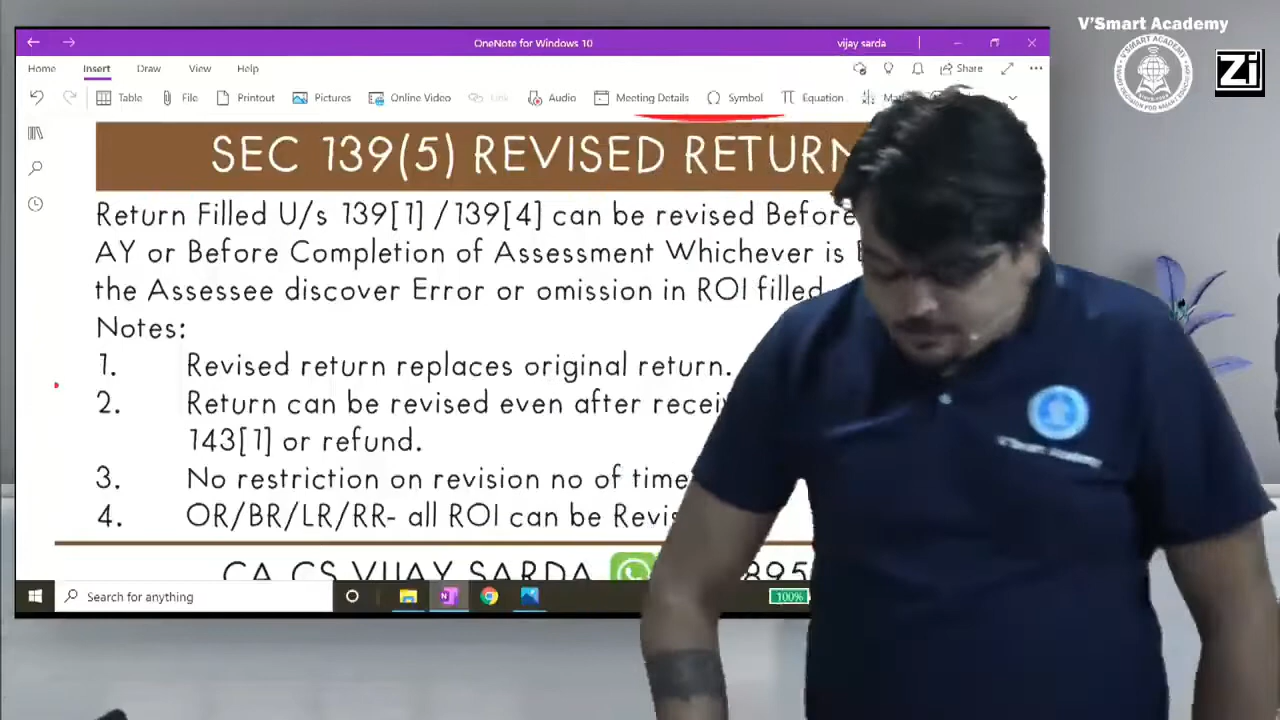 V'Smart Academy
OneNote for Windows 10
vijay sarda
Home
Insert
Draw
View
Help
Share
Table
File
Printout
Pictures
Online Video
Link
Audio
Meeting Details
Symbol
Equation
Zi
SEC 139(5) REVISED RETURN
Return Filled U/s 139[1] /139[4] can be revised Before
AY or Before Completion of Assessment Whichever is
the Assessee discover Error or omission in ROI filled
Notes:
1. Revised return replaces original return.
2. Return can be revised even after
143[1] or refund.
3. No restriction on revision no of
4. OR/BR/LR/RR- all ROI can be
CA CS VIJAY SARDA
Search for anything
100%
V'Smart Academy